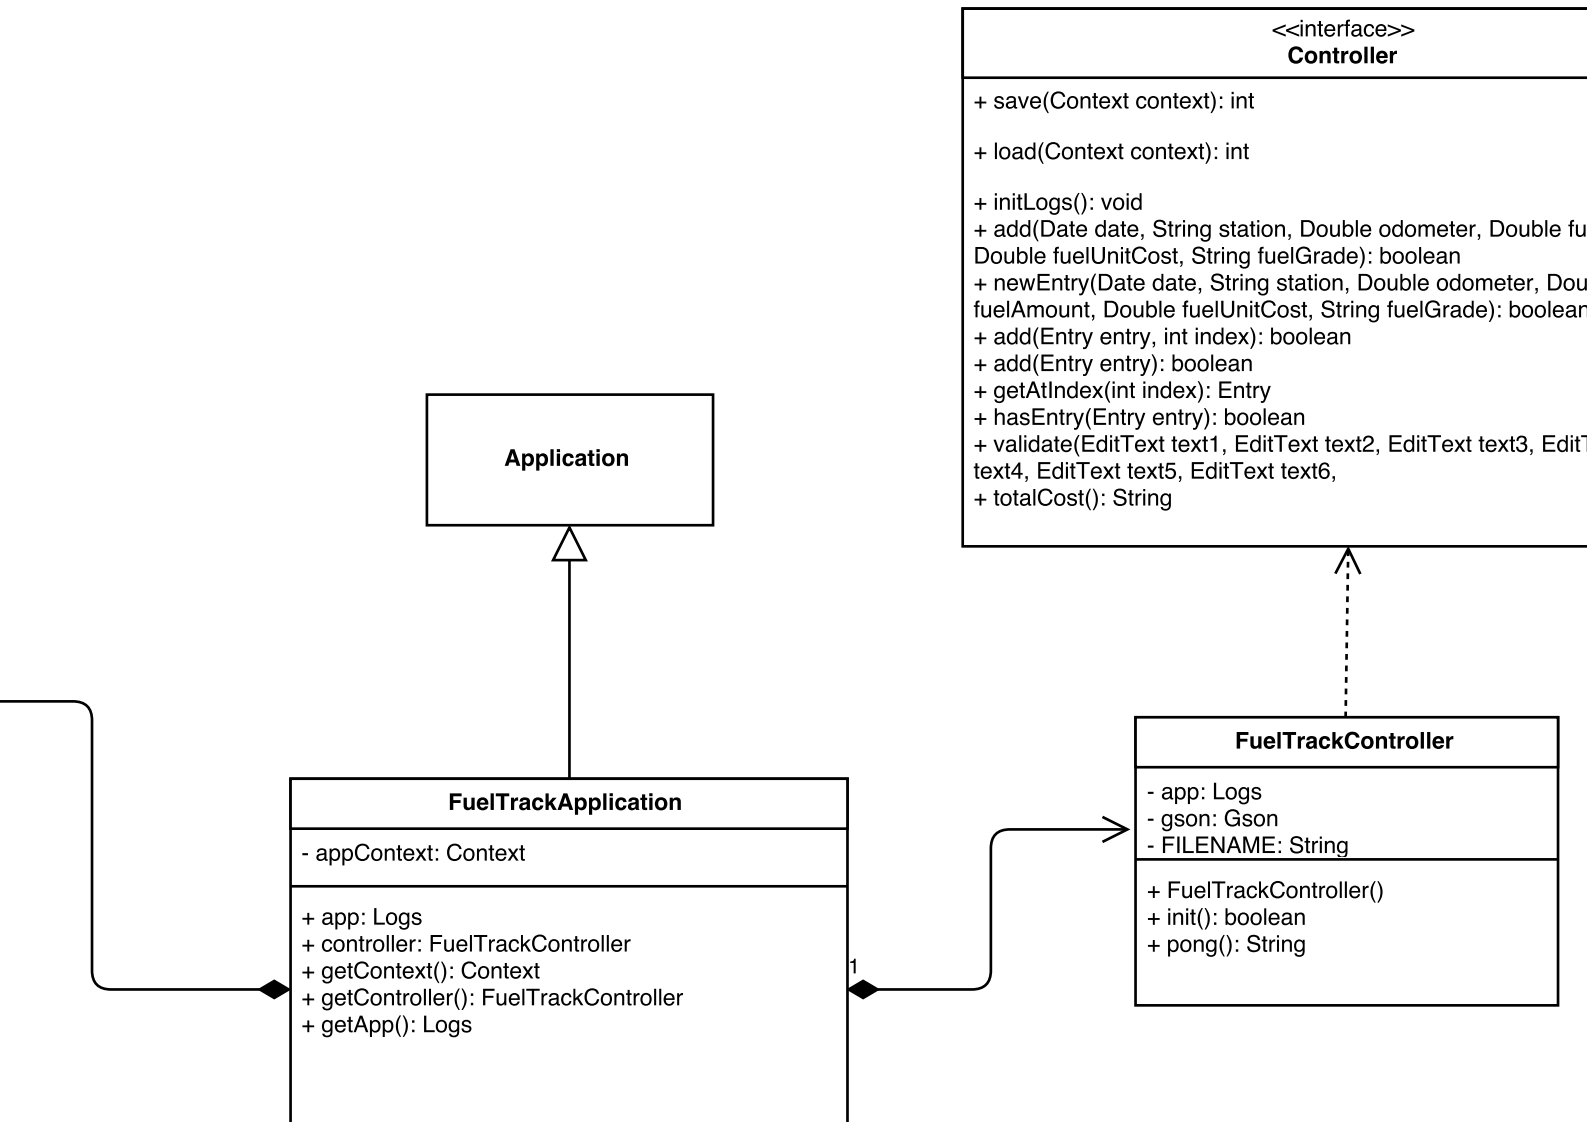 <<interface>>
Controller
+ save(Context context): int
+ load(Context context): int
+ initLogs(): void
+ add(Date date, String station, Double odometer, Double fu
Double fuelUnitCost, String fuelGrade): boolean
+ newEntry(Date date, String station, Double odometer, Dou
fuelAmount, Double fuelUnitCost, String fuelGrade): boolean
+ add(Entry entry, int index): boolean
+ add(Entry entry): boolean
+ getAtIndex(int index): Entry
+ hasEntry(Entry entry): boolean
+ validate(EditText text1, EditText text2, EditText text3, EditT
text4, EditText text5, EditText text6,
+ totalCost(): String
Application
FuelTrackApplication
- appContext: Context
+ app: Logs
+ controller: FuelTrackController
+ getContext(): Context
+ getController(): FuelTrackController
+ getApp(): Logs
1
FuelTrackController
- app: Logs
- gson: Gson
- FILENAME: String
+ FuelTrackController()
+ init(): boolean
+ pong(): String